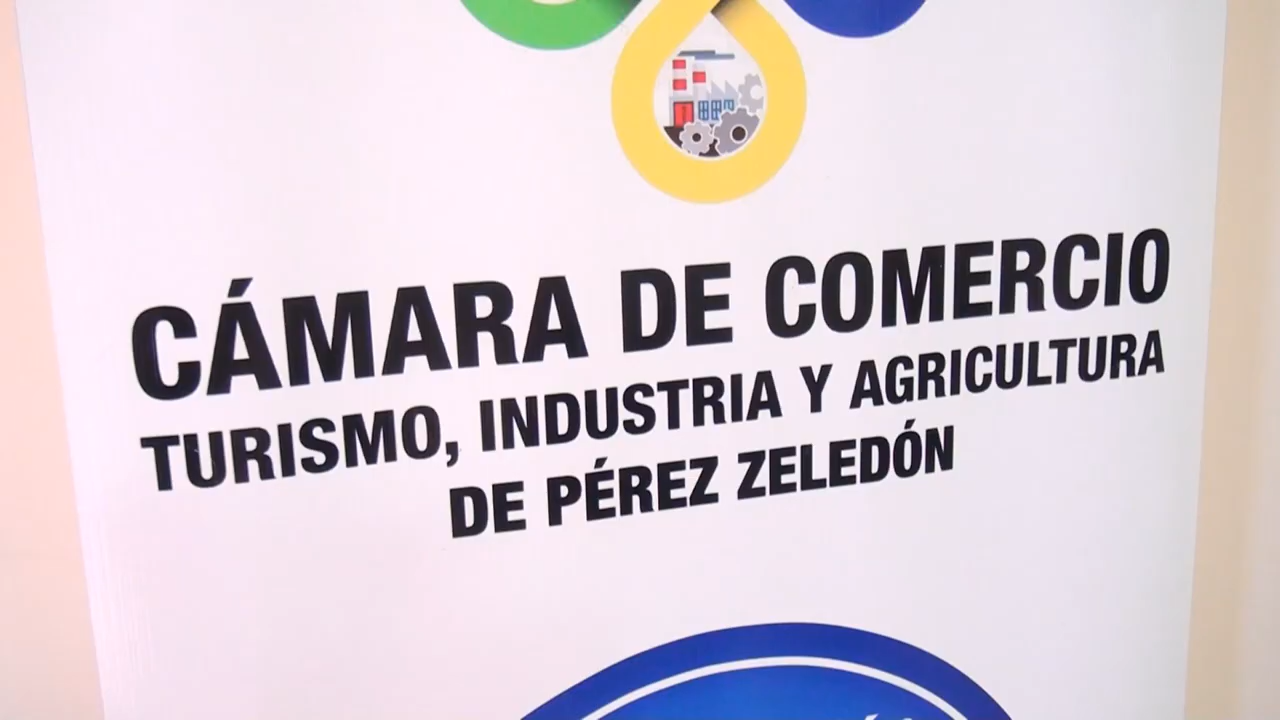 CÁMARA DE COMERCIO
TURISMO, INDUSTRIA Y AGRICULTURA
DE PÉREZ ZELEDÓN